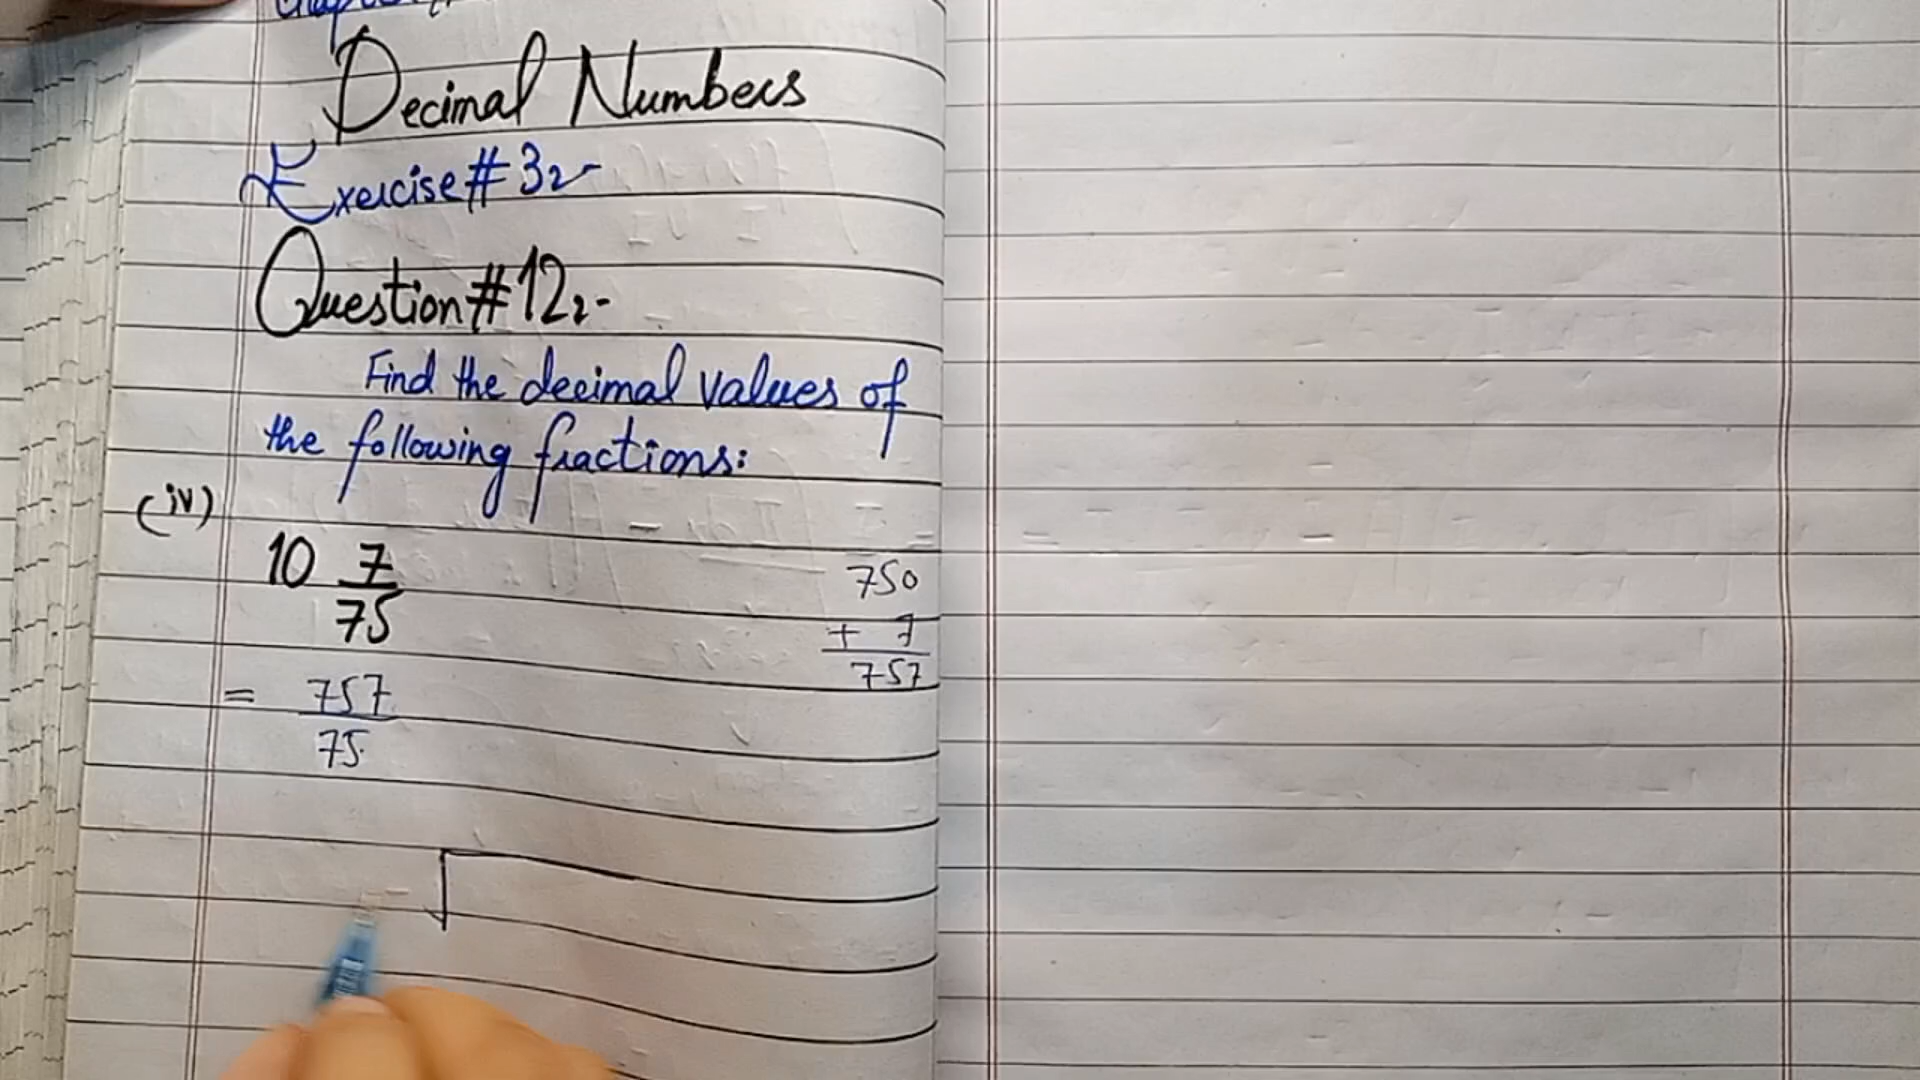 Decimal Numbers
Exercise # 3:-
Question # 12:-
Find the decimal values of
the following fractions:
(iv)
10 7/75
750
+ 7
757
= 757/75